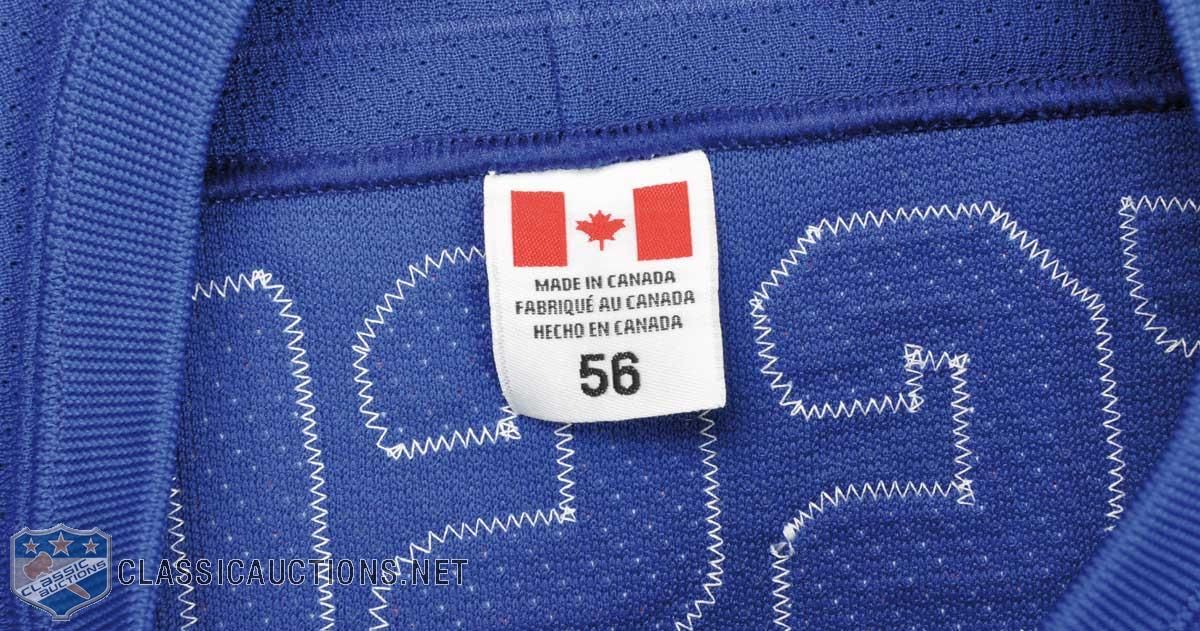 MADE IN CANADA
FABRIQUÉ AU CANADA
HECHO EN CANADA
56
CLASSIC
AUCTIONS
CLASSICAUCTIONS.NET